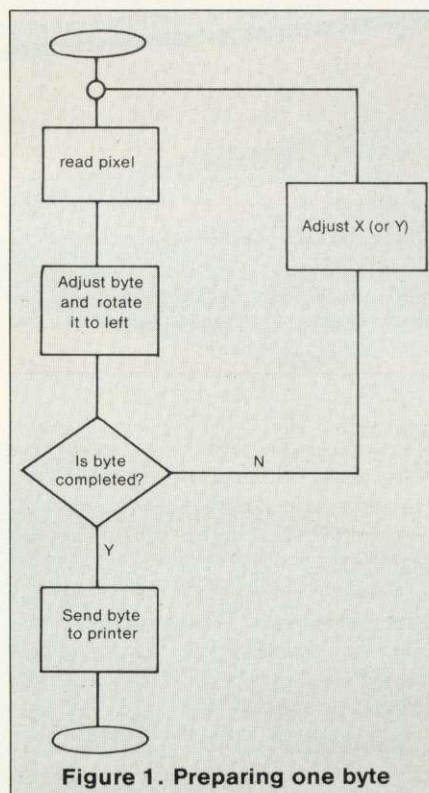 read pixel
Adjust X (or Y)
Adjust byte
and rotate
it to left
Is byte
completed?
N
Y
Send byte
to printer
Figure 1. Preparing one byte